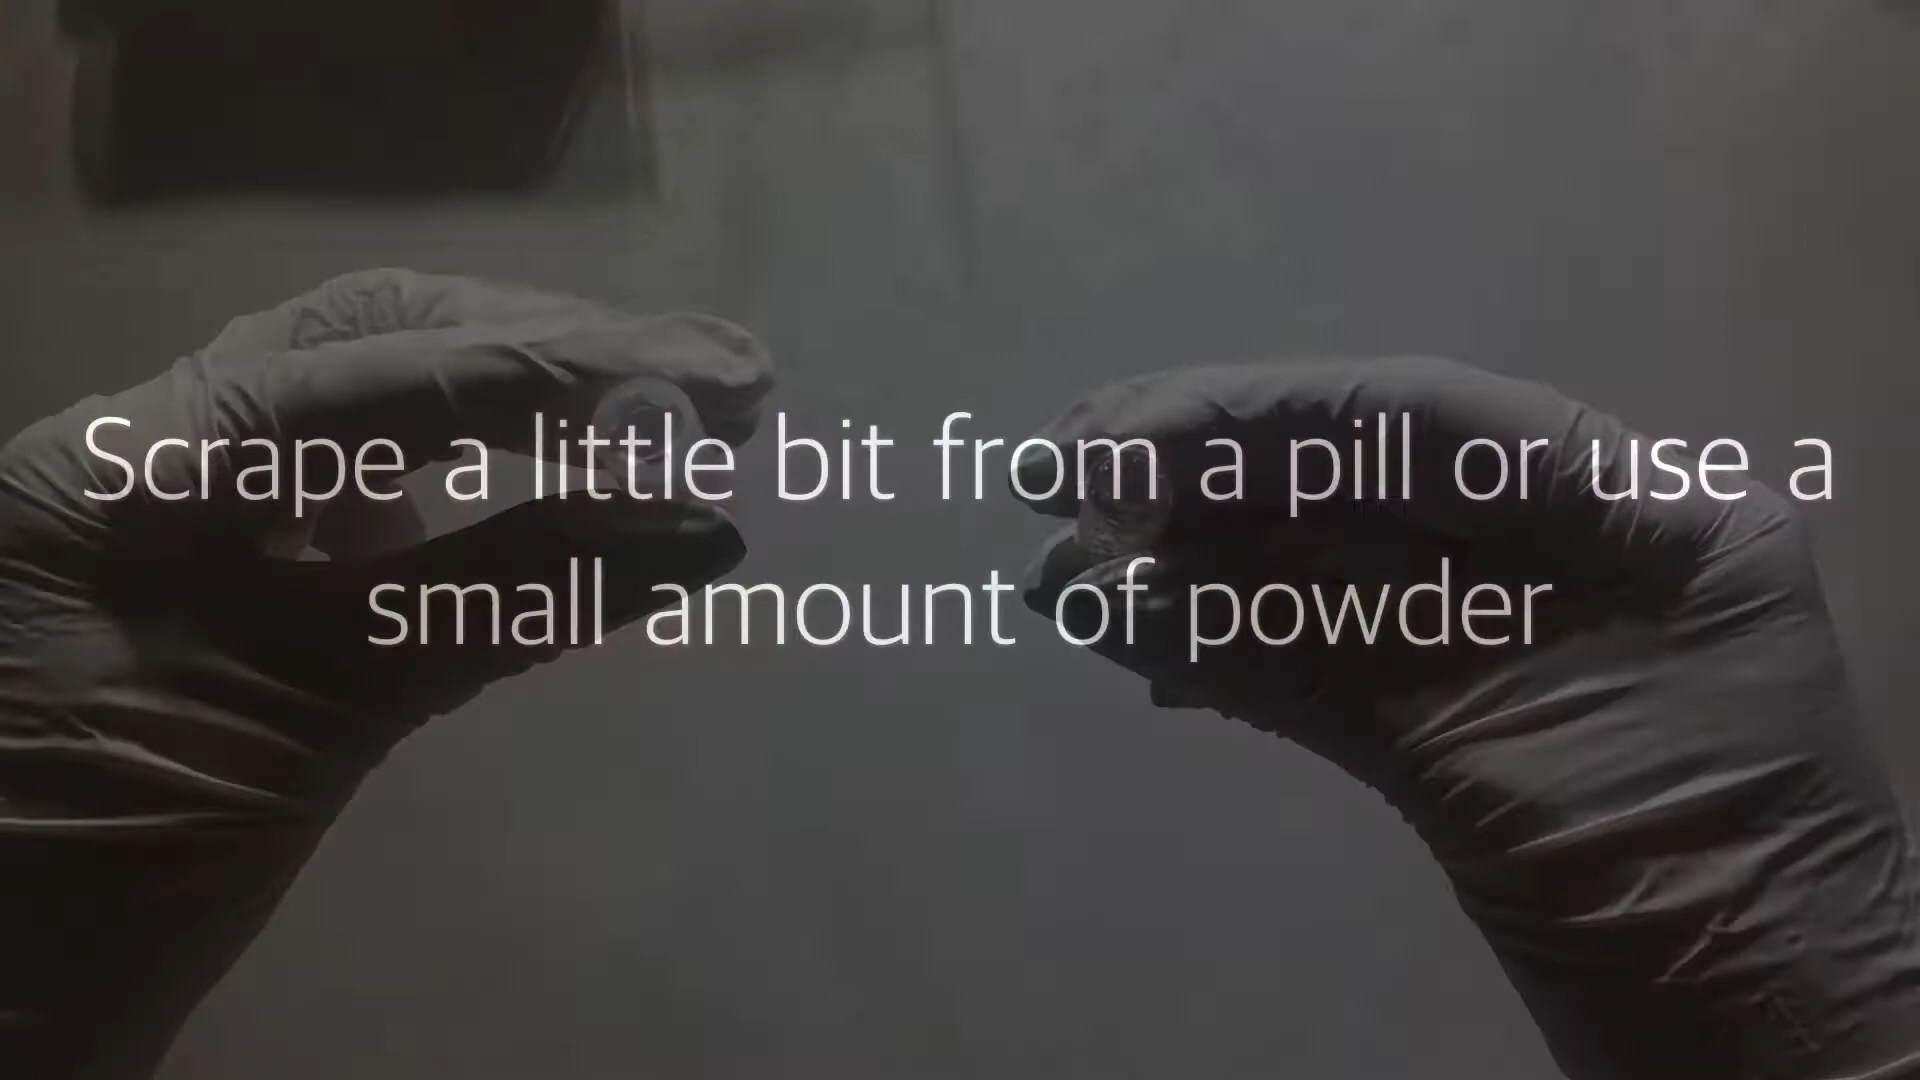 Scrape a little bit from a pill or use a
small amount of powder